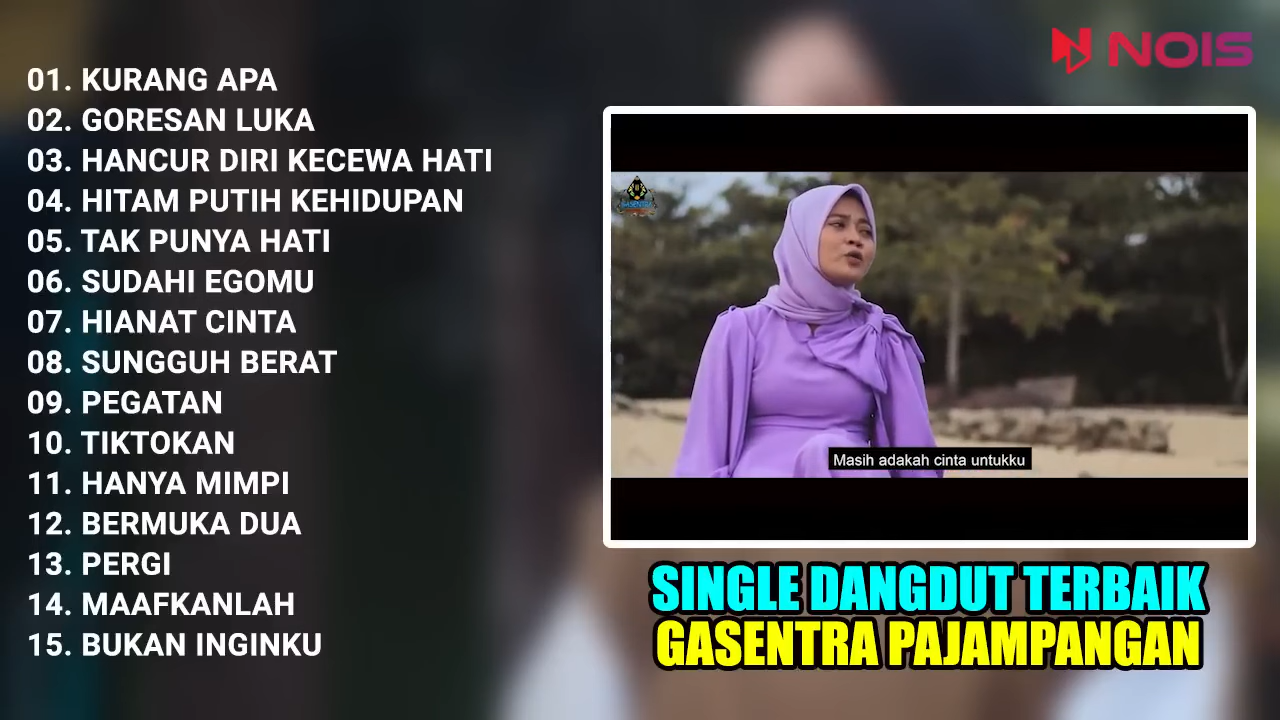 01. KURANG APA
02. GORESAN LUKA
03. HANCUR DIRI KECEWA HATI
04. HITAM PUTIH KEHIDUPAN
05. TAK PUNYA HATI
06. SUDAHI EGOMU
07. HIANAT CINTA
08. SUNGGUH BERAT
09. PEGATAN
10. TIKTOKAN
11. HANYA MIMPI
12. BERMUKA DUA
13. PERGI
14. MAAFKANLAH
15. BUKAN INGINKU
NOIS
GASENTRA
Masih adakah cinta untukku
SINGLE DANGDUT TERBAIK
GASENTRA PAJAMPANGAN